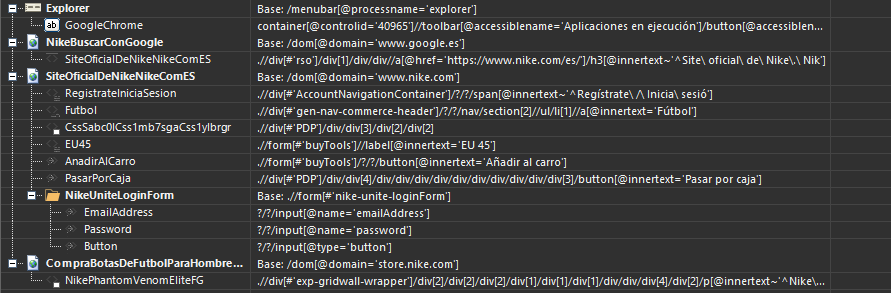 Explorer Base: /menubar[@processname='explorer']
GoogleChrome container[@controlid='40965']//toolbar[@accessiblename='Aplicaciones en ejecución']/button[@accessiblen...
NikeBuscarConGoogle Base: /dom[@domain='www.google.es']
SiteOficialDeNikeNikeComES .//div[#'rso']/div[1]/div/div//a[@href='https://www.nike.com/es/']/h3[@innertext~'^Site\ oficial\ de\ Nike\.\ Nik']
SiteOficialDeNikeNikeComES Base: /dom[@domain='www.nike.com']
RegistrateIniciaSesion .//div[#'AccountNavigationContainer']/?/?/span[@innertext~'^Regístrate\ /\ Inicia\ sesió']
Futbol .//div[#'gen-nav-commerce-header']/?/?/nav/section[2]//ul/li[1]//a[@innertext='Fútbol']
CssSabc0lCss1mb7sgaCss1ylbrgr .//div[#'PDP']/div/div[3]/div[2]/div[2]
EU45 .//form[#'buyTools']//label[@innertext='EU 45']
AnadirAlCarro .//form[#'buyTools']/?/?/button[@innertext='Añadir al carro']
PasarPorCaja .//div[#'PDP']/div/div[4]/div/div/div/div/div/div/div/div/div/div[3]/button[@innertext='Pasar por caja']
NikeUniteLoginForm Base: .//form[#'nike-unite-loginForm']
EmailAddress ?/?/input[@name='emailAddress']
Password ?/?/input[@name='password']
Button ?/?/input[@type='button']
CompraBotasDeFutbolParaHombre... Base: /dom[@domain='store.nike.com']
NikePhantomVenomEliteFG .//div[#'exp-gridwall-wrapper']/div[2]/div[2]/div[2]/div[1]/div[1]/div[1]/div/div[4]/div[2]/p[@innertext~'^Nike\...